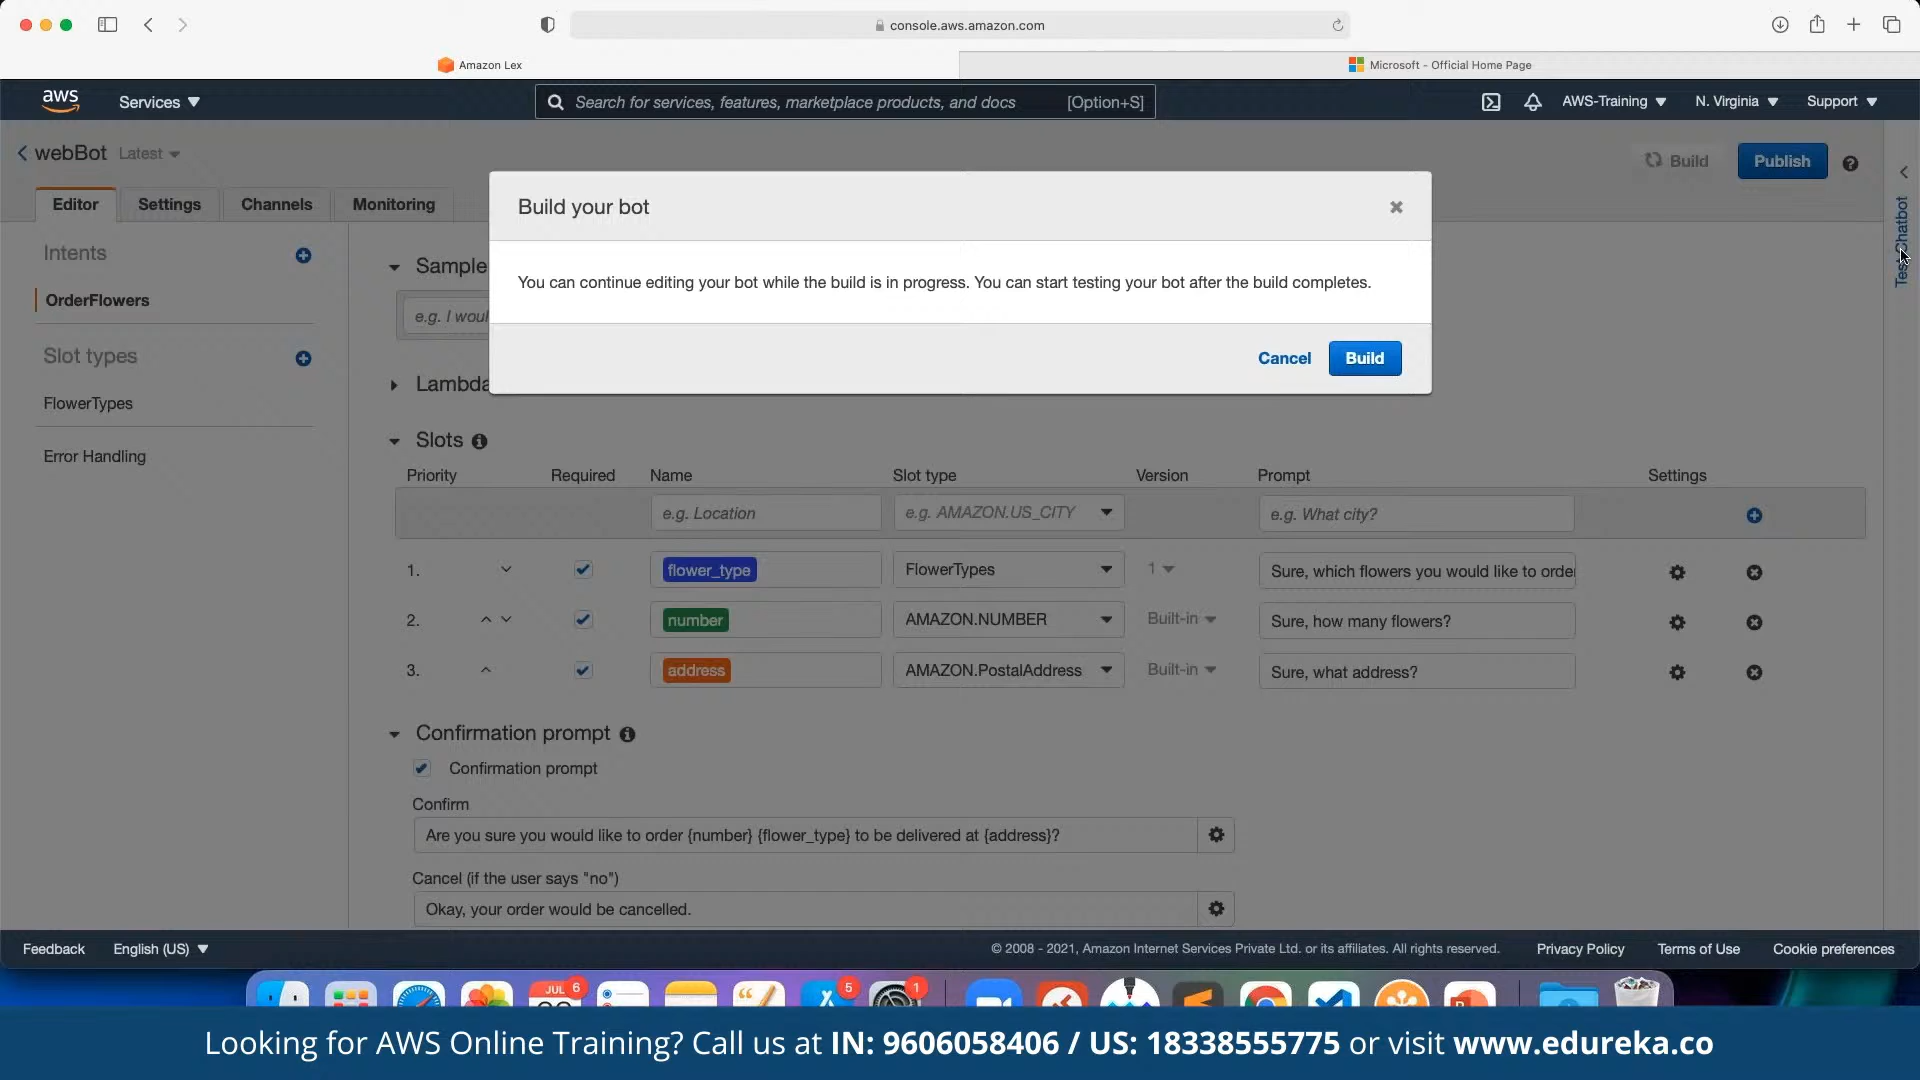 console.aws.amazon.com
Amazon Lex
Microsoft - Official Home Page
aws
Services
Search for services, features, marketplace products, and docs [Option+S]
AWS-Training
N. Virginia
Support
webBot Latest
Build
Publish
Editor
Settings
Channels
Monitoring
Build your bot
You can continue editing your bot while the build is in progress. You can start testing your bot after the build completes.
Cancel
Build
Test Chatbot
Intents
OrderFlowers
Slot types
FlowerTypes
Error Handling
Sample
e.g. I woul
Lambda
Slots
Priority Required Name Slot type Version Prompt Settings
e.g. Location e.g. AMAZON.US_CITY e.g. What city?
1. flower_type FlowerTypes 1 Sure, which flowers you would like to order
2. number AMAZON.NUMBER Built-in Sure, how many flowers?
3. address AMAZON.PostalAddress Built-in Sure, what address?
Confirmation prompt
Confirmation prompt
Confirm
Are you sure you would like to order {number} {flower_type} to be delivered at {address}?
Cancel (if the user says "no")
Okay, your order would be cancelled.
Feedback
English (US)
© 2008 - 2021, Amazon Internet Services Private Ltd. or its affiliates. All rights reserved.
Privacy Policy
Terms of Use
Cookie preferences
JUL 6
5
1
Looking for AWS Online Training? Call us at IN: 9606058406 / US: 18338555775 or visit www.edureka.co